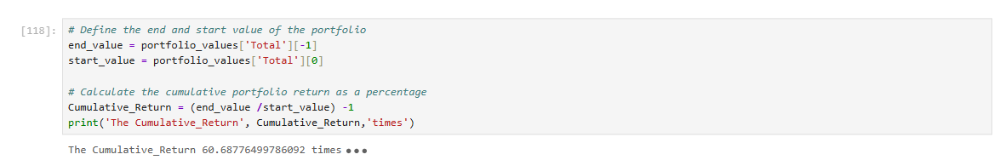 [118]: # Define the end and start value of the portfolio
end_value = portfolio_values['Total'][-1]
start_value = portfolio_values['Total'][0]
# Calculate the cumulative portfolio return as a percentage
Cumulative_Return = (end_value /start_value) -1
print('The Cumulative_Return', Cumulative_Return,'times')
The Cumulative_Return 60.68776499786092 times •••